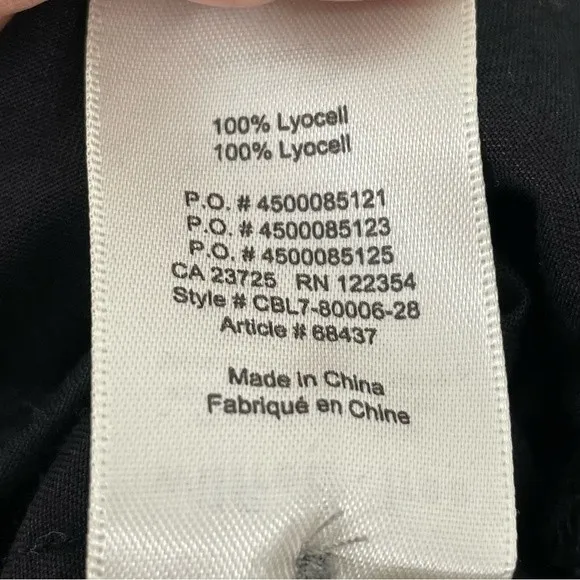 100% Lyocell
100% Lyocell
P.O. # 4500085121
P.O. # 4500085123
P.O. # 4500085125
CA 23725 RN 122354
Style # CBL7-80006-28
Article # 68437
Made in China
Fabriqué en Chine